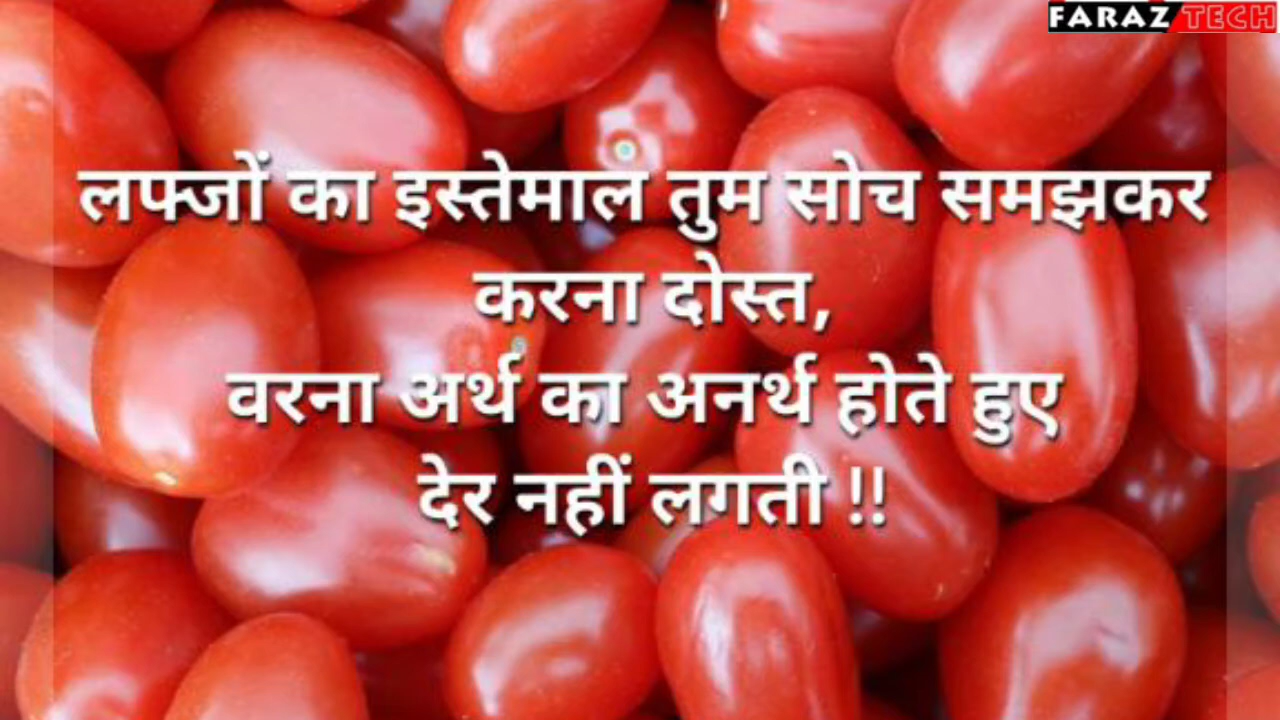 FARAZ TECH
लफ्जों का इस्तेमाल तुम सोच समझकर
करना दोस्त,
वरना अर्थ का अनर्थ होते हुए
देर नहीं लगती !!